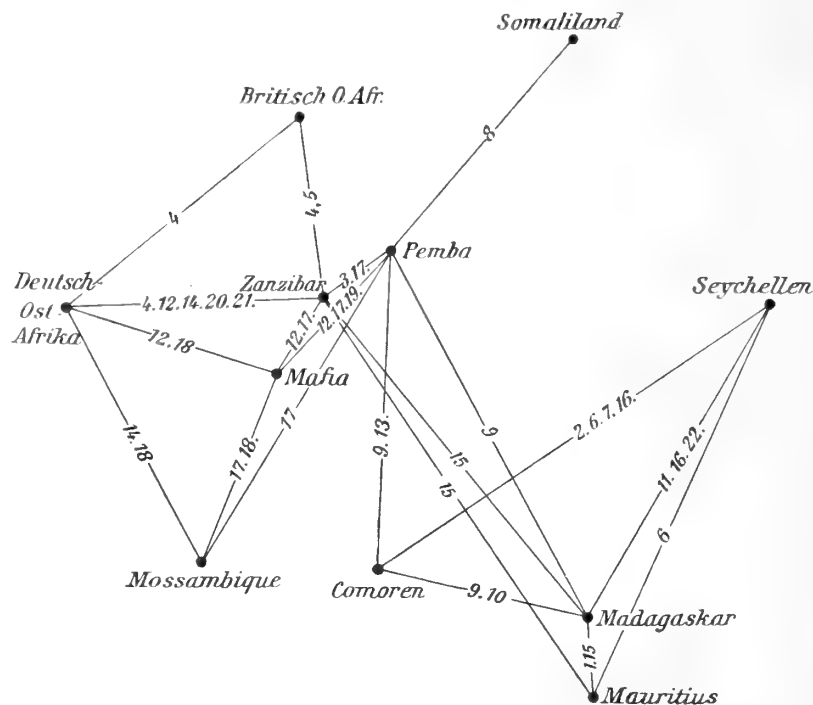 Somaliland
Britisch O. Afr.
8
4
4,5
Pemba
Deutsch-
Ost
Afrika
Zanzibar
3.17.
Seychellen
4.12.14.20.21.
12.17.19.
12.17.
12.18
Mafia
17
2.6.7.16.
14.18
17.18.
9.13.
9
15
15
11.16.22.
6
Mossambique
Comoren
9.10
Madagaskar
1.15
Mauritius